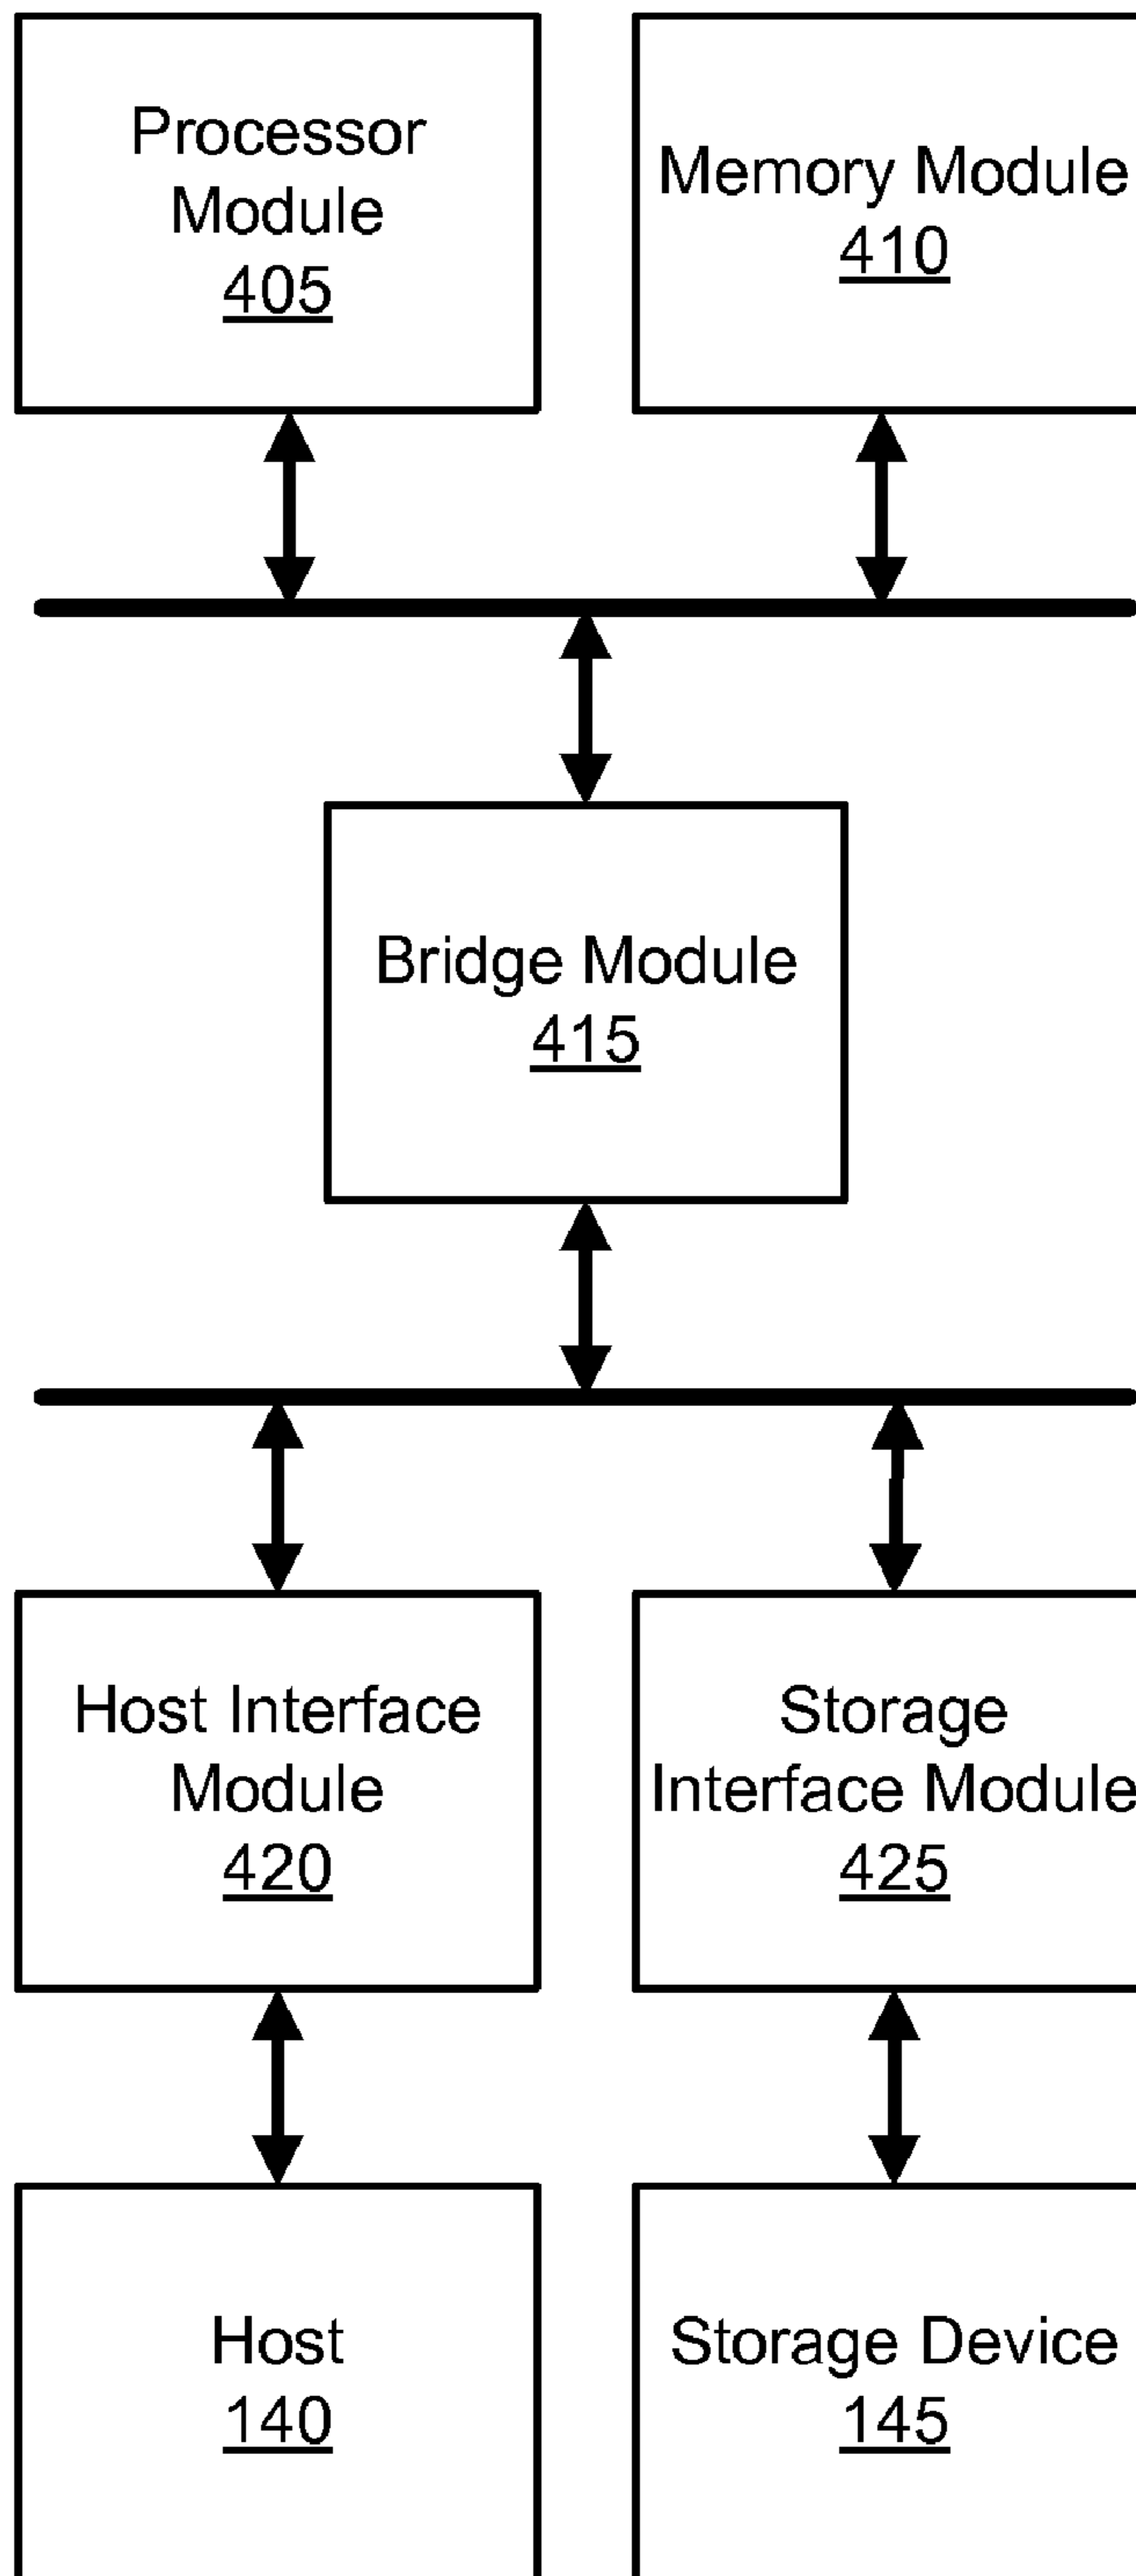 Processor
Module
405
Memory Module
410
Bridge Module
415
Host Interface
Module
420
Storage
Interface Module
425
Host
140
Storage Device
145